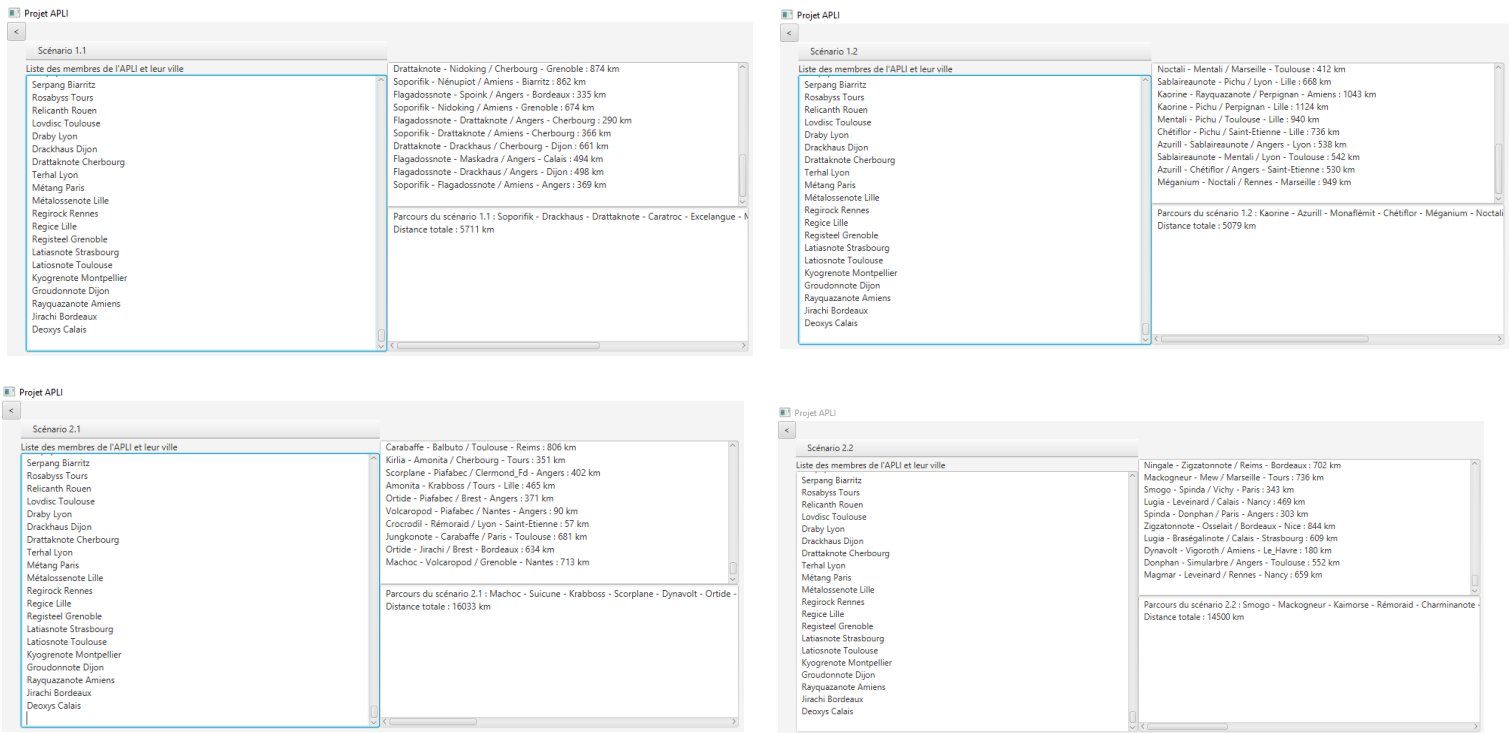 Projet APLI
<
Scénario 1.1
Liste des membres de l'APLI et leur ville
Serpang Biarritz
Rosabyss Tours
Relicanth Rouen
Lovdisc Toulouse
Draby Lyon
Drackhaus Dijon
Drattaknote Cherbourg
Terhal Lyon
Métang Paris
Métalossenote Lille
Regirock Rennes
Regice Lille
Registeel Grenoble
Latiasnote Strasbourg
Latiosnote Toulouse
Kyogrenote Montpellier
Groudonnote Dijon
Rayquazanote Amiens
Jirachi Bordeaux
Deoxys Calais
Drattaknote - Nidoking / Cherbourg - Grenoble : 874 km
Soporifik - Nénupiot / Amiens - Biarritz : 862 km
Flagadossnote - Spoink / Angers - Bordeaux : 335 km
Soporifik - Nidoking / Amiens - Grenoble : 674 km
Flagadossnote - Drattaknote / Angers - Cherbourg : 290 km
Soporifik - Drattaknote / Amiens - Cherbourg : 366 km
Drattaknote - Drackhaus / Cherbourg - Dijon : 661 km
Flagadossnote - Maskadra / Angers - Calais : 494 km
Flagadossnote - Drackhaus / Angers - Dijon : 498 km
Soporifik - Flagadossnote / Amiens - Angers : 369 km
Parcours du scénario 1.1 : Soporifik - Drackhaus - Drattaknote - Caratroc - Excelangue -
Distance totale : 5711 km
Projet APLI
<
Scénario 1.2
Liste des membres de l'APLI et leur ville
Serpang Biarritz
Rosabyss Tours
Relicanth Rouen
Lovdisc Toulouse
Draby Lyon
Drackhaus Dijon
Drattaknote Cherbourg
Terhal Lyon
Métang Paris
Métalossenote Lille
Regirock Rennes
Regice Lille
Registeel Grenoble
Latiasnote Strasbourg
Latiosnote Toulouse
Kyogrenote Montpellier
Groudonnote Dijon
Rayquazanote Amiens
Jirachi Bordeaux
Deoxys Calais
Noctali - Mentali / Marseille - Toulouse : 412 km
Sablaireaunote - Pichu / Lyon - Lille : 668 km
Kaorine - Rayquazanote / Perpignan - Amiens : 1043 km
Kaorine - Pichu / Perpignan - Lille : 1124 km
Mentali - Pichu / Toulouse - Lille : 940 km
Chétiflor - Pichu / Saint-Etienne - Lille : 736 km
Azurill - Sablaireaunote / Angers - Lyon : 538 km
Sablaireaunote - Mentali / Lyon - Toulouse : 542 km
Azurill - Chétiflor / Angers - Saint-Etienne : 530 km
Méganium - Noctali / Rennes - Marseille : 949 km
Parcours du scénario 1.2 : Kaorine - Azurill - Monaflèmit - Chétiflor - Méganium - Noctali
Distance totale : 5079 km
Projet APLI
<
Scénario 2.1
Liste des membres de l'APLI et leur ville
Serpang Biarritz
Rosabyss Tours
Relicanth Rouen
Lovdisc Toulouse
Draby Lyon
Drackhaus Dijon
Drattaknote Cherbourg
Terhal Lyon
Métang Paris
Métalossenote Lille
Regirock Rennes
Regice Lille
Registeel Grenoble
Latiasnote Strasbourg
Latiosnote Toulouse
Kyogrenote Montpellier
Groudonnote Dijon
Rayquazanote Amiens
Jirachi Bordeaux
Deoxys Calais
Carabaffe - Balbuto / Toulouse - Reims : 806 km
Kirlia - Amonita / Cherbourg - Tours : 351 km
Scorplane - Piafabec / Clermond_Fd - Angers : 402 km
Amonita - Krabboss / Tours - Lille : 465 km
Ortide - Piafabec / Brest - Angers : 371 km
Volcaropod - Piafabec / Nantes - Angers : 90 km
Crocrodil - Rémoraid / Lyon - Saint-Etienne : 57 km
Jungkonote - Carabaffe / Paris - Toulouse : 681 km
Ortide - Jirachi / Brest - Bordeaux : 634 km
Machoc - Volcaropod / Grenoble - Nantes : 713 km
Parcours du scénario 2.1 : Machoc - Suicune - Krabboss - Scorplane - Dynavolt - Ortide -
Distance totale : 16033 km
Projet APLI
<
Scénario 2.2
Liste des membres de l'APLI et leur ville
Serpang Biarritz
Rosabyss Tours
Relicanth Rouen
Lovdisc Toulouse
Draby Lyon
Drackhaus Dijon
Drattaknote Cherbourg
Terhal Lyon
Métang Paris
Métalossenote Lille
Regirock Rennes
Regice Lille
Registeel Grenoble
Latiasnote Strasbourg
Latiosnote Toulouse
Kyogrenote Montpellier
Groudonnote Dijon
Rayquazanote Amiens
Jirachi Bordeaux
Deoxys Calais
Ningale - Zigzatonnote / Reims - Bordeaux : 702 km
Mackogneur - Mew / Marseille - Tours : 736 km
Smogo - Spinda / Vichy - Paris : 343 km
Lugia - Leveinard / Calais - Nancy : 469 km
Spinda - Donphan / Paris - Angers : 303 km
Zigzatonnote - Osselait / Bordeaux - Nice : 844 km
Lugia - Braségalinote / Calais - Strasbourg : 609 km
Dynavolt - Vigoroth / Amiens - Le_Havre : 180 km
Donphan - Simularbre / Angers - Toulouse : 552 km
Magmar - Leveinard / Rennes - Nancy : 659 km
Parcours du scénario 2.2 : Smogo - Mackogneur - Kaimorse - Rémoraid - Charminanote -
Distance totale : 14500 km